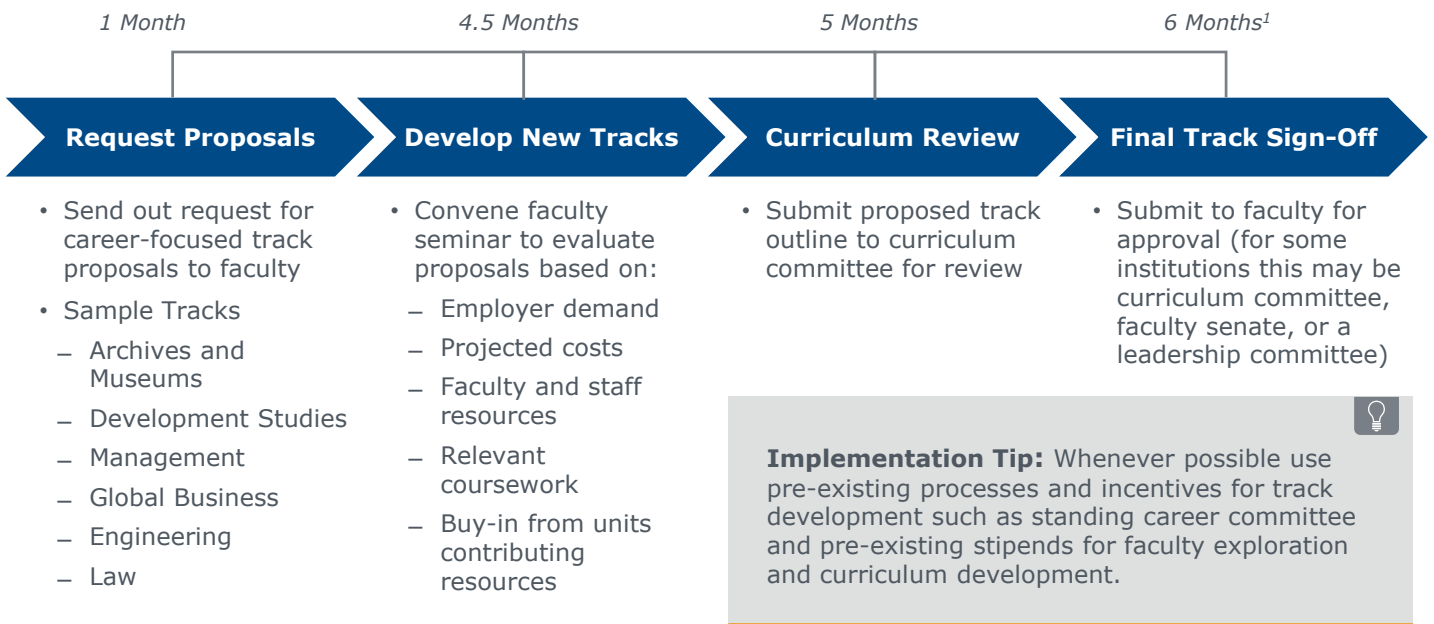 1 Month
4.5 Months
5 Months
6 Months¹
Request Proposals
Develop New Tracks
Curriculum Review
Final Track Sign-Off
• Send out request for
career-focused track
proposals to faculty
• Sample Tracks
– Archives and
Museums
– Development Studies
– Management
– Global Business
– Engineering
– Law
• Convene faculty
seminar to evaluate
proposals based on:
– Employer demand
– Projected costs
– Faculty and staff
resources
– Relevant
coursework
– Buy-in from units
contributing
resources
• Submit proposed track
outline to curriculum
committee for review
• Submit to faculty for
approval (for some
institutions this may be
curriculum committee,
faculty senate, or a
leadership committee)
Implementation Tip: Whenever possible use
pre-existing processes and incentives for track
development such as standing career committee
and pre-existing stipends for faculty exploration
and curriculum development.